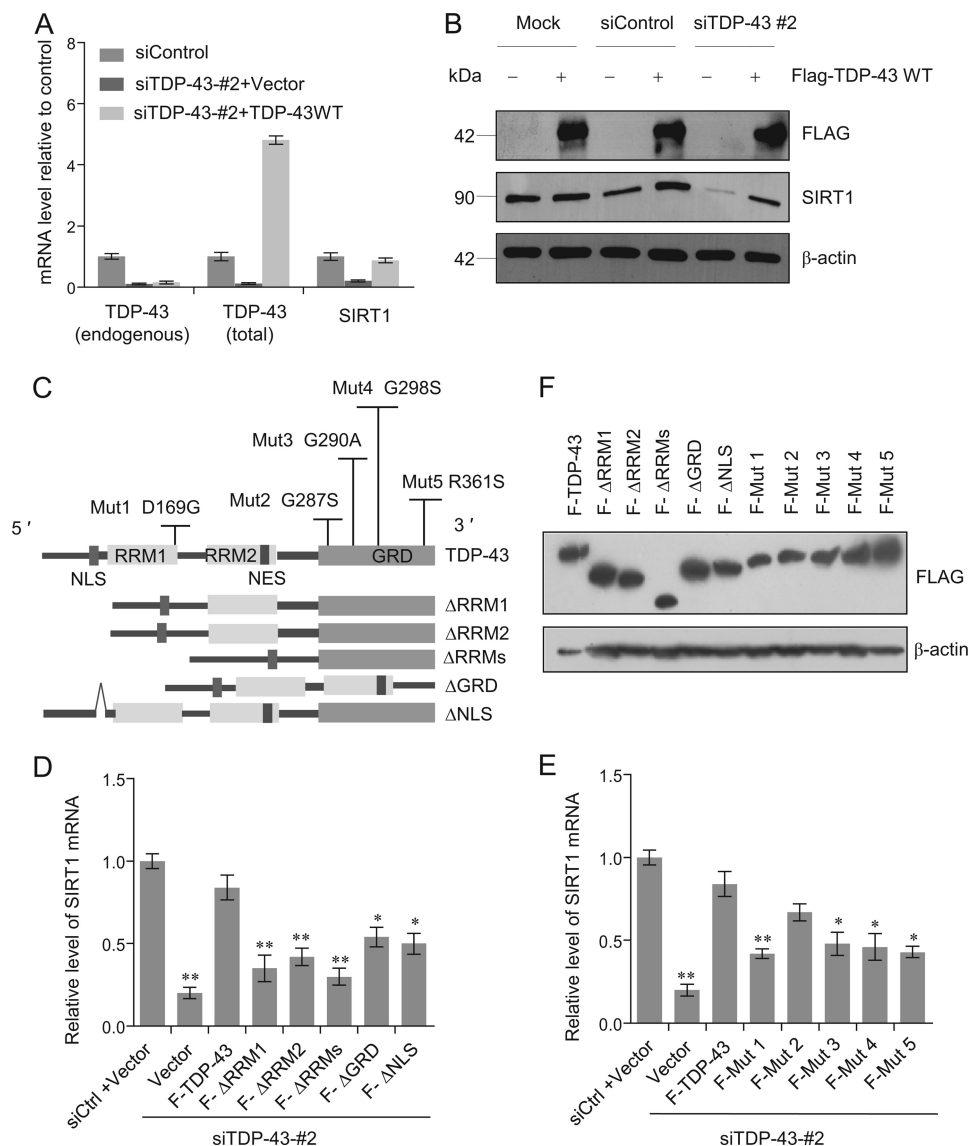 A
mRNA level relative to control
8
6
4
2
0
siControl
siTDP-43-#2+Vector
siTDP-43-#2+TDP-43WT
TDP-43
(endogenous)
TDP-43
(total)
SIRT1
B
Mock
siControl
siTDP-43 #2
kDa
− + − + − +
Flag-TDP-43 WT
42
FLAG
90
SIRT1
42
β-actin
C
Mut4 G298S
Mut3 G290A
Mut5 R361S
Mut2 G287S
Mut1 D169G
5 ′
3 ′
RRM1
RRM2
GRD
TDP-43
NLS
NES
ΔRRM1
ΔRRM2
ΔRRMs
ΔGRD
ΔNLS
F
F-TDP-43
F- ΔRRM1
F- ΔRRM2
F- ΔRRMs
F- ΔGRD
F- ΔNLS
F-Mut 1
F-Mut 2
F-Mut 3
F-Mut 4
F-Mut 5
FLAG
β-actin
D
Relative level of SIRT1 mRNA
1.5
1.0
0.5
0.0
**
**
**
**
*
*
siCtrl +Vector
Vector
F-TDP-43
F- ΔRRM1
F- ΔRRM2
F- ΔRRMs
F- ΔGRD
F- ΔNLS
siTDP-43-#2
E
Relative level of SIRT1 mRNA
1.5
1.0
0.5
0.0
**
**
*
*
*
siCtrl +Vector
Vector
F-TDP-43
F-Mut 1
F-Mut 2
F-Mut 3
F-Mut 4
F-Mut 5
siTDP-43-#2